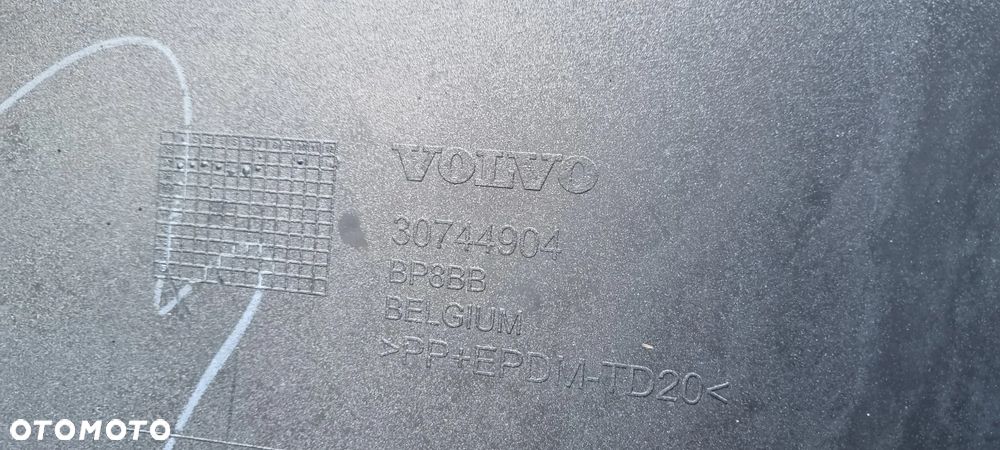 VOLVO
30744904
BP8BB
BELGIUM
>PP+EPDM-TD20<
OTOMOTO